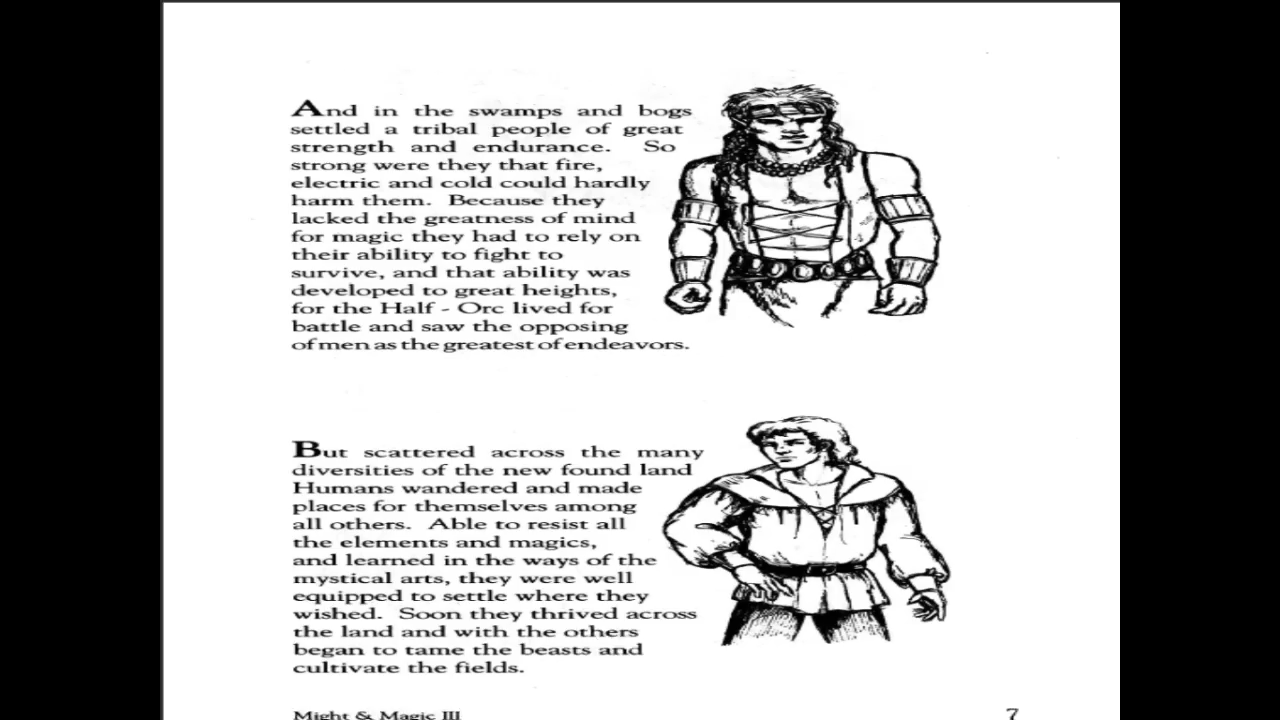 And in the swamps and bogs
settled a tribal people of great
strength and endurance. So
strong were they that fire,
electric and cold could hardly
harm them. Because they
lacked the greatness of mind
for magic they had to rely on
their ability to fight to
survive, and that ability was
developed to great heights,
for the Half - Orc lived for
battle and saw the opposing
of men as the greatest of endeavors.
But scattered across the many
diversities of the new found land
Humans wandered and made
places for themselves among
all others. Able to resist all
the elements and magics,
and learned in the ways of the
mystical arts, they were well
equipped to settle where they
wished. Soon they thrived across
the land and with the others
began to tame the beasts and
cultivate the fields.
Might & Magic III 7